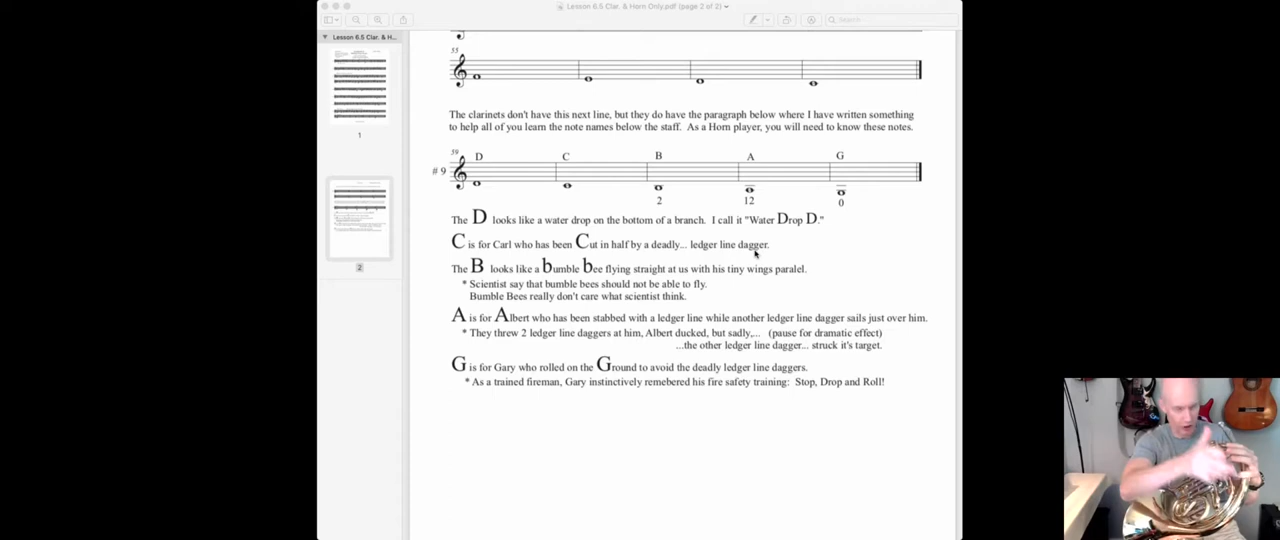 Lesson 6.5 Clar. & Horn Only.pdf (page 2 of 2)
Search
Lesson 6.5 Clar. & H...
1
2
55
The clarinets don't have this next line, but they do have the paragraph below where I have written something
to help all of you learn the note names below the staff. As a Horn player, you will need to know these notes.
59
D C B A G
# 9
2 12 0
The D looks like a water drop on the bottom of a branch. I call it "Water Drop D."
C is for Carl who has been Cut in half by a deadly... ledger line dagger.
The B looks like a bumble bee flying straight at us with his tiny wings paralel.
* Scientist say that bumble bees should not be able to fly.
Bumble Bees really don't care what scientist think.
A is for Albert who has been stabbed with a ledger line while another ledger line dagger sails just over him.
* They threw 2 ledger line daggers at him, Albert ducked, but sadly,... (pause for dramatic effect)
...the other ledger line dagger... struck it's target.
G is for Gary who rolled on the Ground to avoid the deadly ledger line daggers.
* As a trained fireman, Gary instinctively remebered his fire safety training: Stop, Drop and Roll!